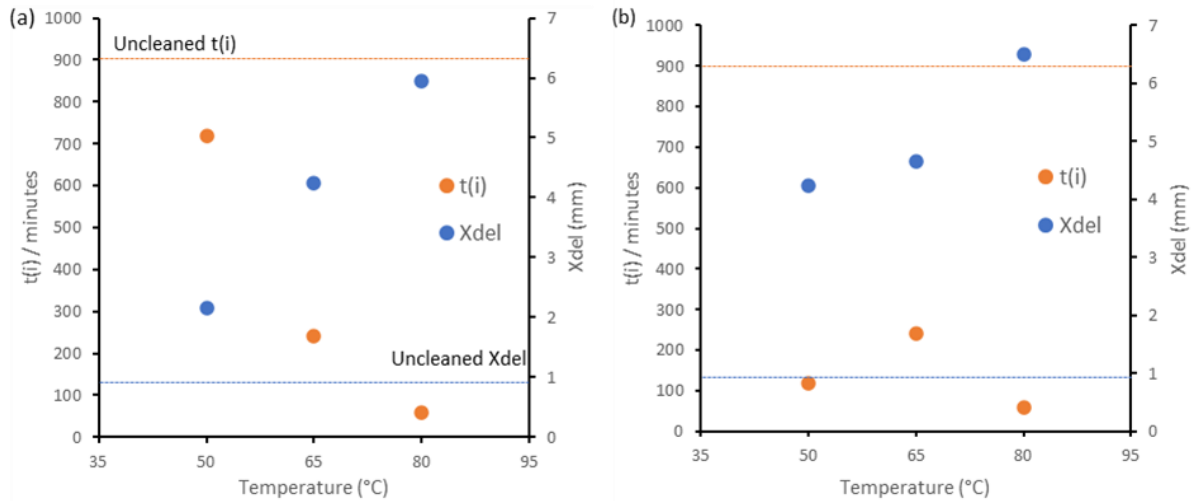 (a)
1000
900
800
700
600
500
400
300
200
100
0
t(i) / minutes
Uncleaned t(i)
t(i)
Xdel
Uncleaned Xdel
7
6
5
4
3
2
1
0
Xdel (mm)
35 50 65 80 95
Temperature (°C)
(b)
1000
900
800
700
600
500
400
300
200
100
0
t(i) / minutes
t(i)
Xdel
7
6
5
4
3
2
1
0
Xdel (mm)
35 50 65 80 95
Temperature (°C)